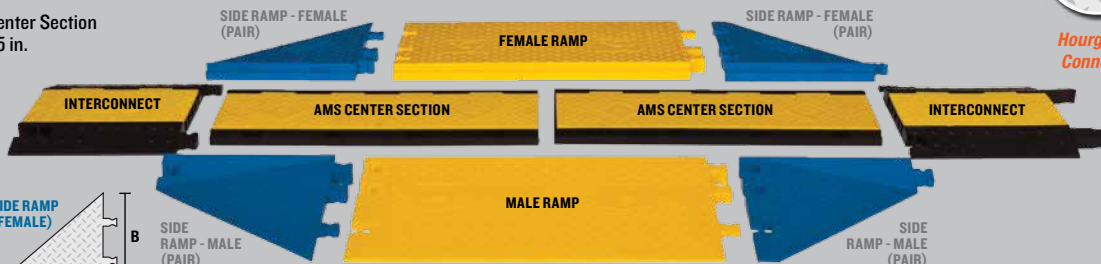 enter Section
5 in.
SIDE RAMP - FEMALE
(PAIR)
FEMALE RAMP
SIDE RAMP - FEMALE
(PAIR)
Hourg
Conne
INTERCONNECT
AMS CENTER SECTION
AMS CENTER SECTION
INTERCONNECT
MALE RAMP
IDE RAMP
FEMALE)
B
SIDE
RAMP - MALE
(PAIR)
SIDE
RAMP - MALE
(PAIR)